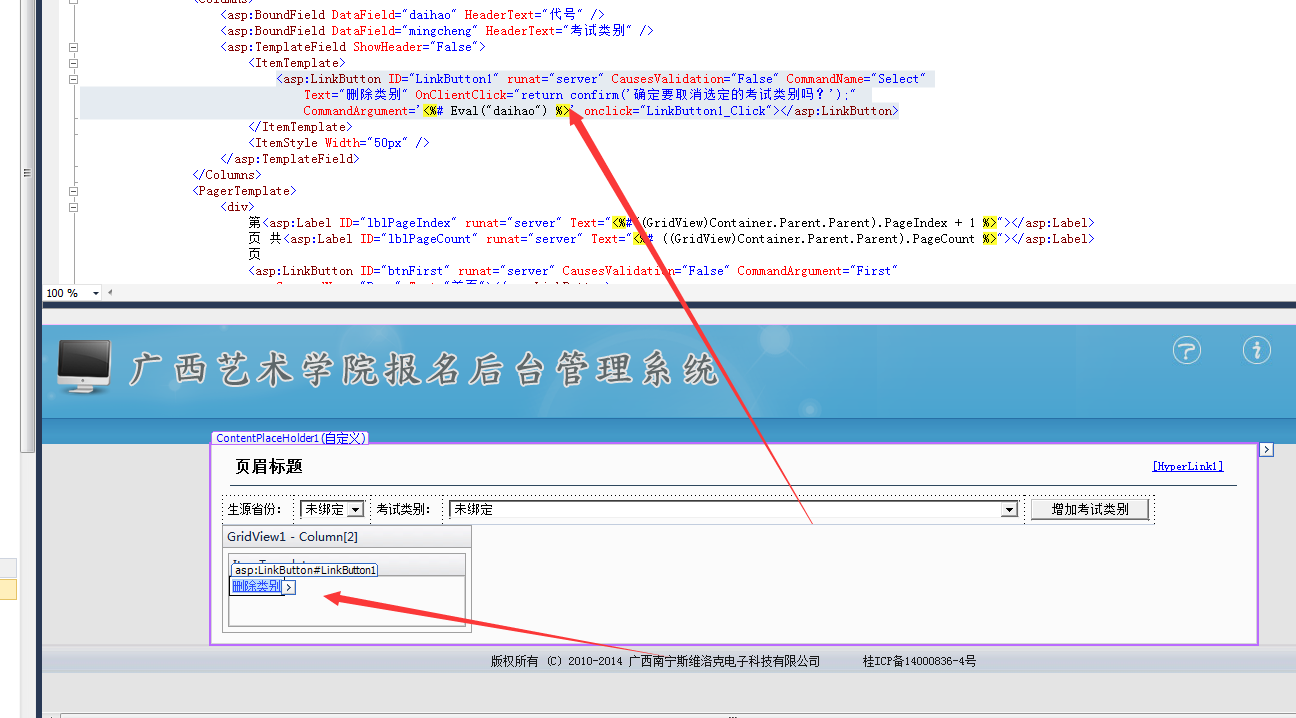 <Columns>
<asp:BoundField DataField="daihao" HeaderText="代号" />
<asp:BoundField DataField="mingcheng" HeaderText="考试类别" />
<asp:TemplateField ShowHeader="False">
<ItemTemplate>
<asp:LinkButton ID="LinkButton1" runat="server" CausesValidation="False" CommandName="Select"
Text="删除类别" OnClientClick="return confirm('确定要取消选定的考试类别吗？');"
CommandArgument='<%# Eval("daihao") %>' onclick="LinkButton1_Click"></asp:LinkButton>
</ItemTemplate>
<ItemStyle Width="50px" />
</asp:TemplateField>
</Columns>
<PagerTemplate>
<div>
第<asp:Label ID="lblPageIndex" runat="server" Text="<%# ((GridView)Container.Parent.Parent).PageIndex + 1 %>"></asp:Label>
页 共<asp:Label ID="lblPageCount" runat="server" Text="<%# ((GridView)Container.Parent.Parent).PageCount %>"></asp:Label>
页
<asp:LinkButton ID="btnFirst" runat="server" CausesValidation="False" CommandArgument="First"
100 %
广西艺术学院报名后台管理系统
ContentPlaceHolder1(自定义)
页眉标题
[HyperLink1]
生源省份： 未绑定 考试类别： 未绑定 增加考试类别
GridView1 - Column[2]
asp:LinkButton#LinkButton1
删除类别
版权所有 (C) 2010-2014 广西南宁斯维洛克电子科技有限公司 桂ICP备14000836-4号